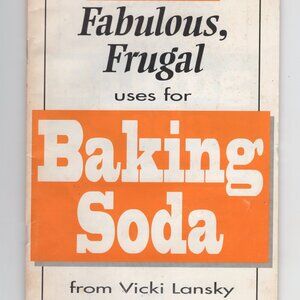 Fabulous,
Frugal
uses for
Baking
Soda
from Vicki Lansky